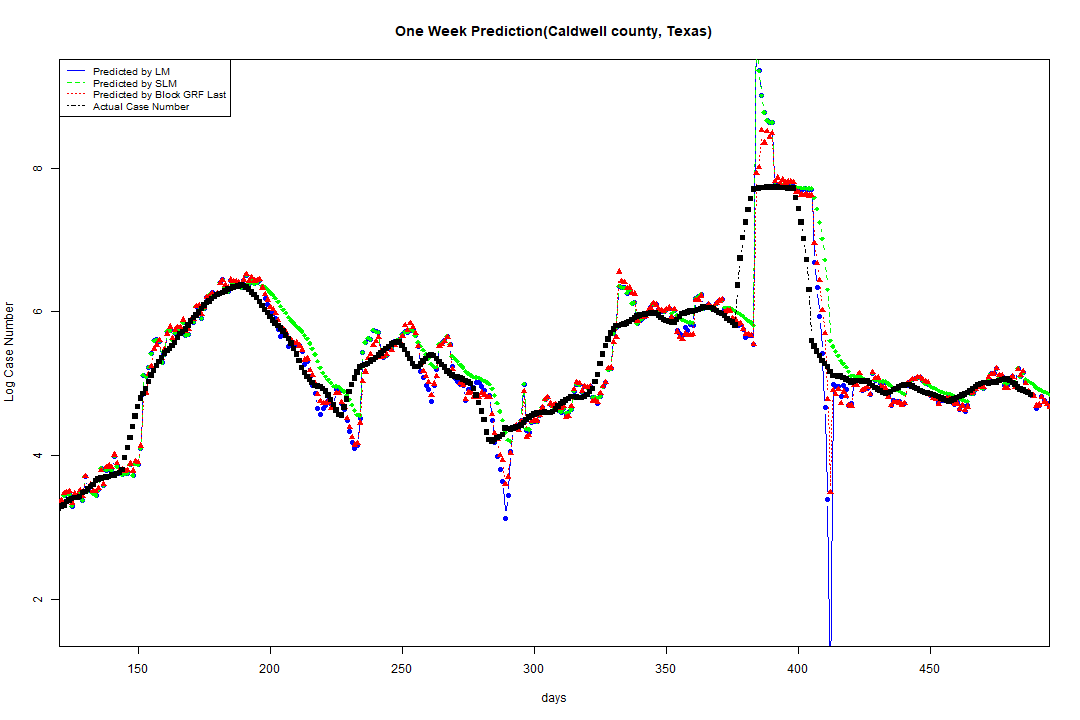 One Week Prediction(Caldwell county, Texas)
Predicted by LM
Predicted by SLM
Predicted by Block GRF Last
Actual Case Number
8
6
4
2
Log Case Number
150 200 250 300 350 400 450
days